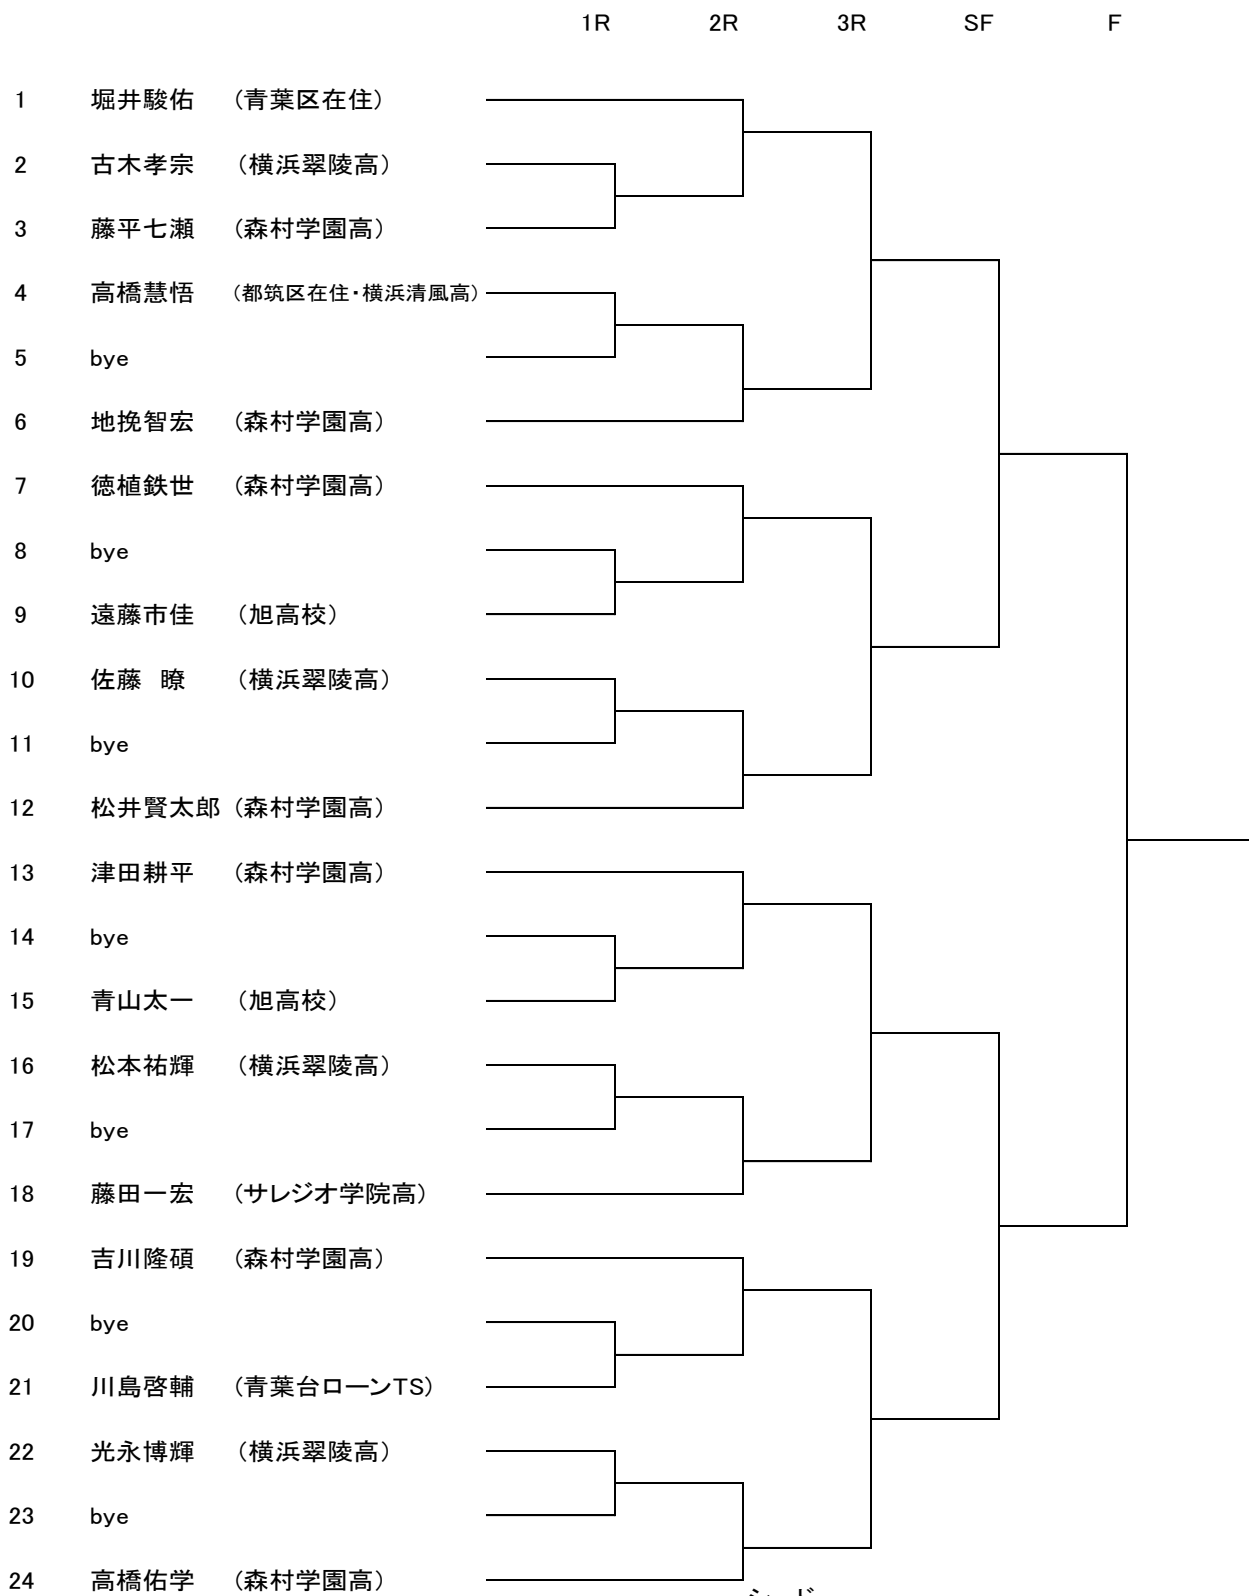 1R 2R 3R SF F
1 堀井駿佑 (青葉区在住)
2 古木孝宗 (横浜翠陵高)
3 藤平七瀬 (森村学園高)
4 高橋慧悟 (都筑区在住・横浜清風高)
5 bye
6 地挽智宏 (森村学園高)
7 徳植鉄世 (森村学園高)
8 bye
9 遠藤市佳 (旭高校)
10 佐藤　瞭 (横浜翠陵高)
11 bye
12 松井賢太郎 (森村学園高)
13 津田耕平 (森村学園高)
14 bye
15 青山太一 (旭高校)
16 松本祐輝 (横浜翠陵高)
17 bye
18 藤田一宏 (サレジオ学院高)
19 吉川隆碩 (森村学園高)
20 bye
21 川島啓輔 (青葉台ローンTS)
22 光永博輝 (横浜翠陵高)
23 bye
24 高橋佑学 (森村学園高)
シード